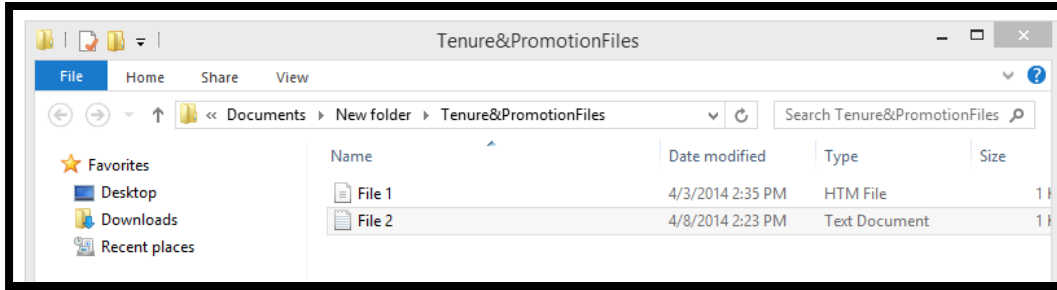 Tenure&PromotionFiles
File Home Share View
« Documents New folder Tenure&PromotionFiles Search Tenure&PromotionFiles
Favorites Name Date modified Type Size
Desktop File 1 4/3/2014 2:35 PM HTM File 1
Downloads File 2 4/8/2014 2:23 PM Text Document 1
Recent places